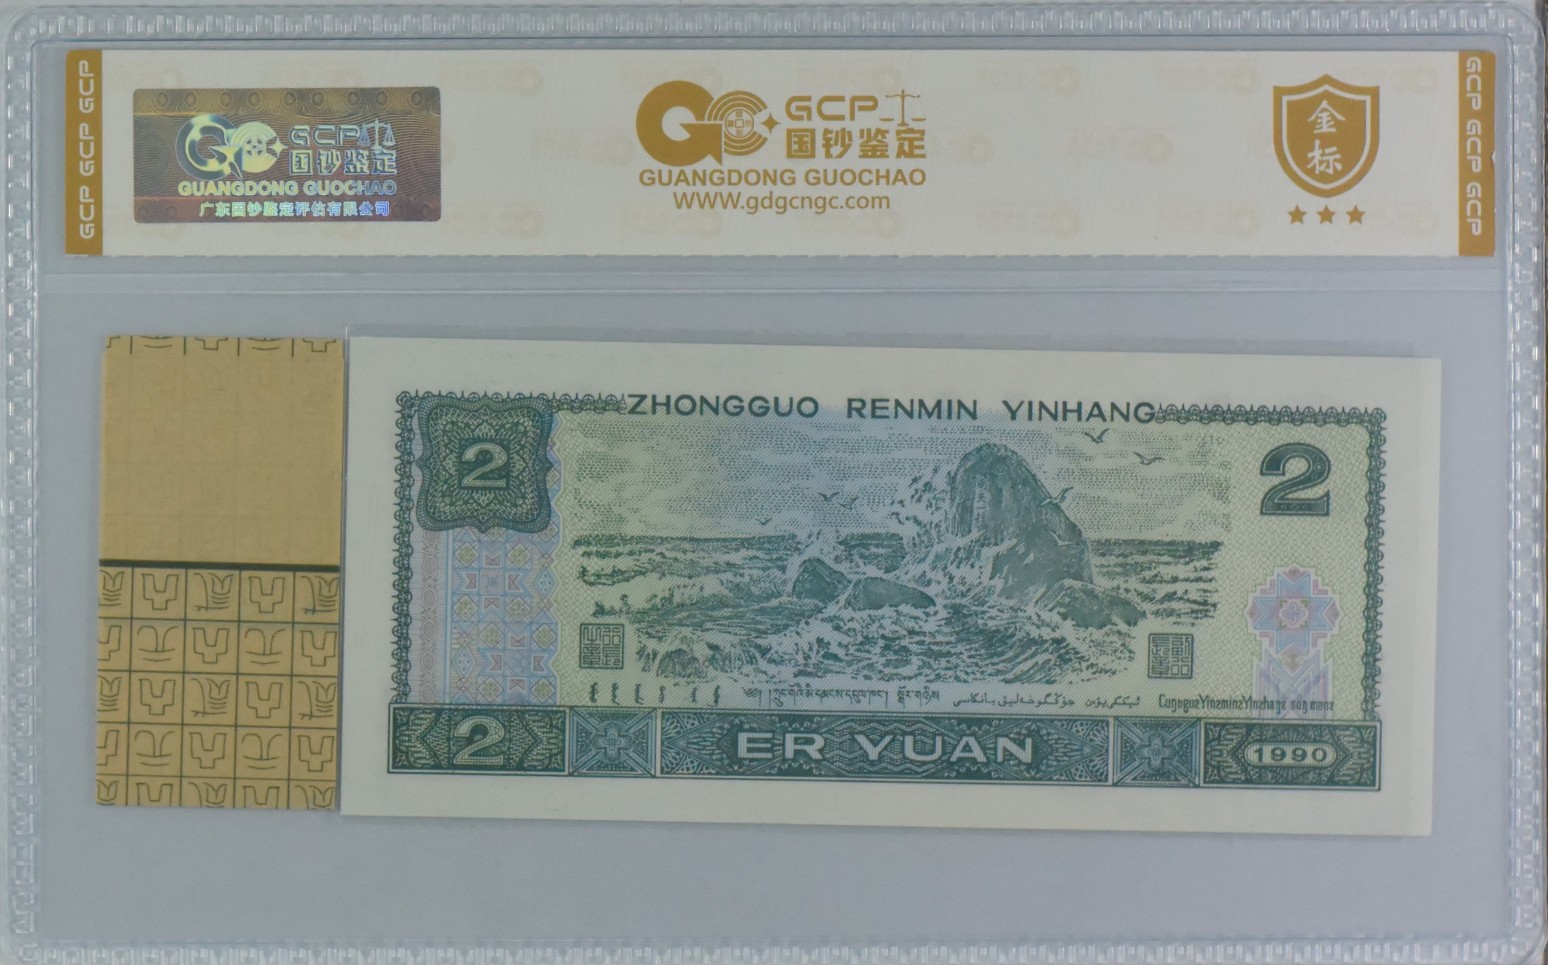 GCP GCP GCP
GCP
国钞鉴定
GUANGDONG GUOCHAO
广东国钞鉴定评估有限公司
GCP
国钞鉴定
GUANGDONG GUOCHAO
WWW.gdgcngc.com
金标
GCP GCP GCP
ZHONGGUO RENMIN YINHANG
2
2
2
ER YUAN
1990